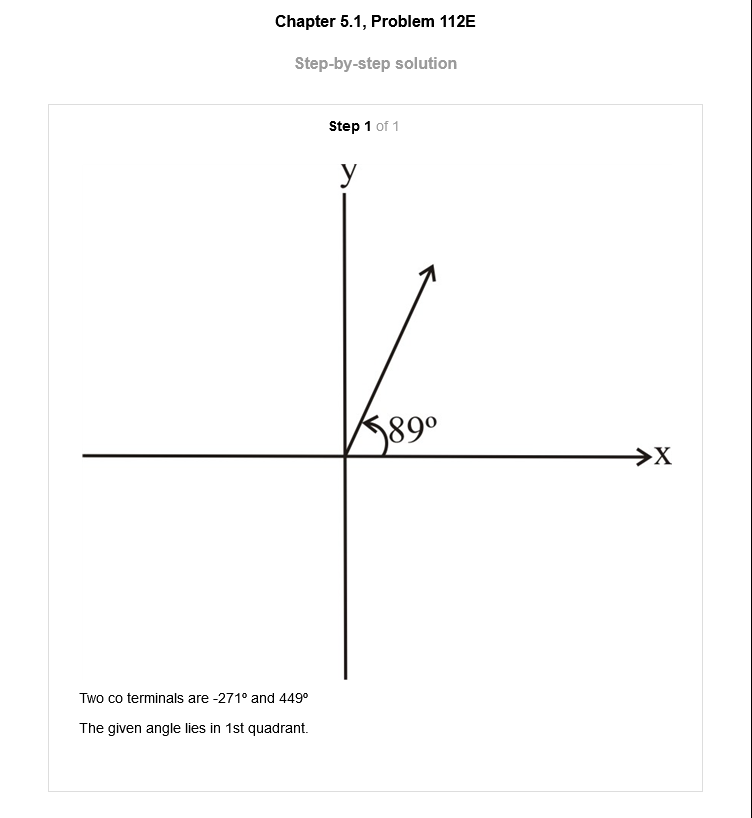 Chapter 5.1, Problem 112E
Step-by-step solution
Step 1 of 1
y
89º
x
Two co terminals are -271º and 449º
The given angle lies in 1st quadrant.